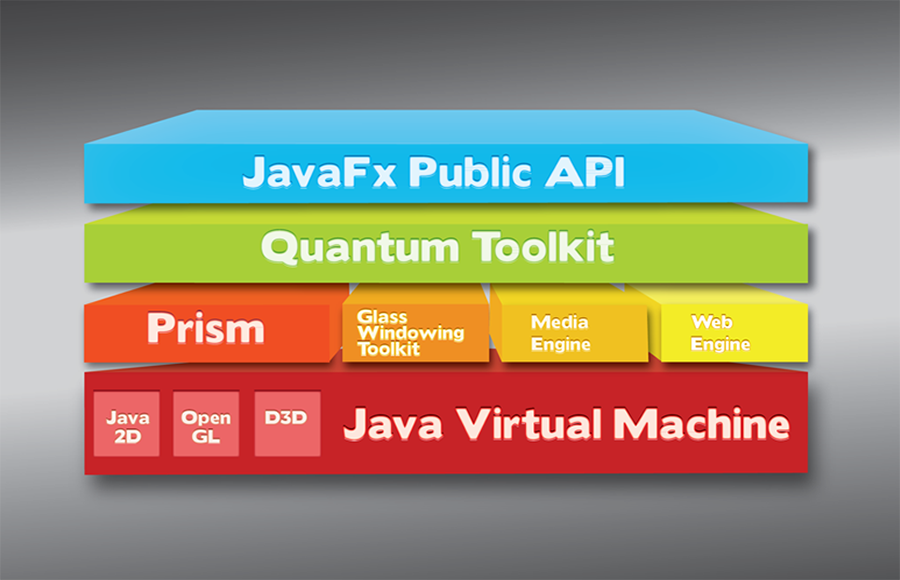 JavaFx Public API
Quantum Toolkit
Prism
Glass
Windowing
Toolkit
Media
Engine
Web
Engine
Java
2D
Open
GL
D3D
Java Virtual Machine